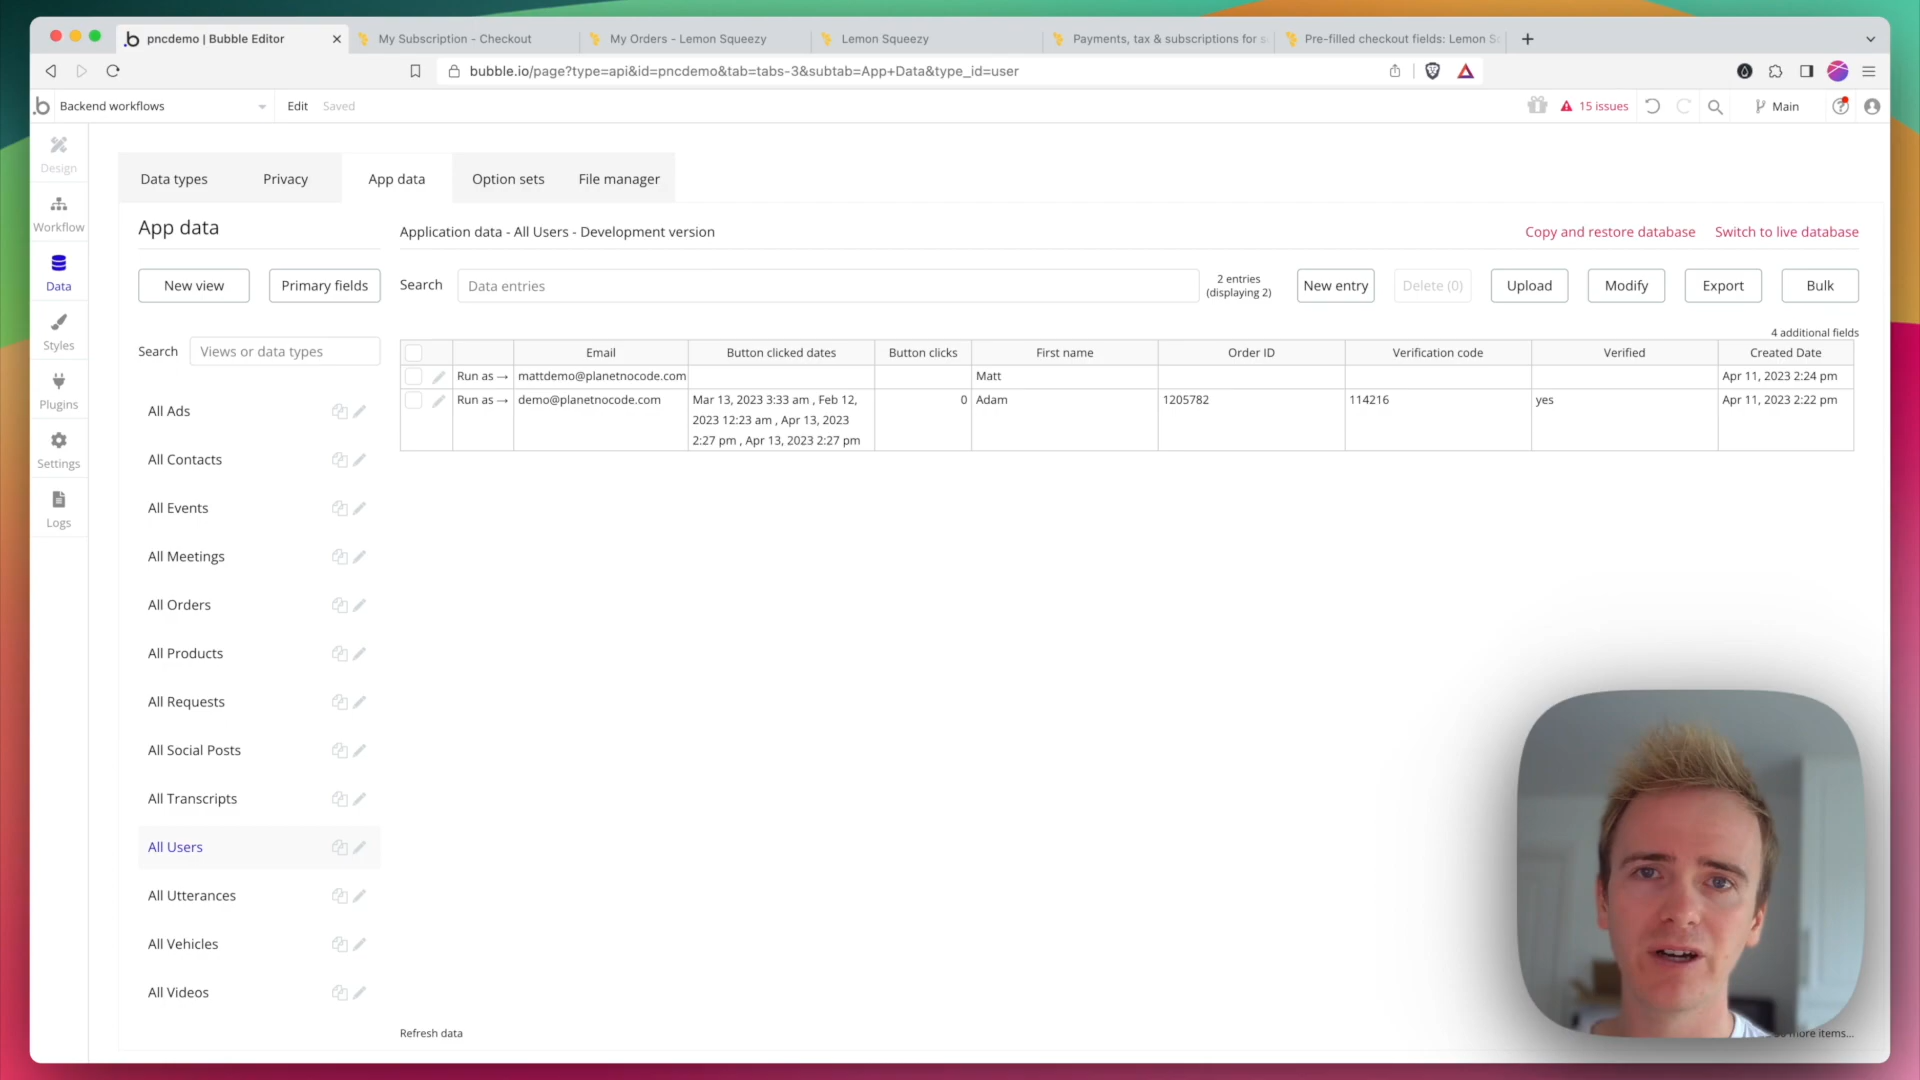 pncdemo | Bubble Editor
My Subscription - Checkout
My Orders - Lemon Squeezy
Lemon Squeezy
Payments, tax & subscriptions for s
Pre-filled checkout fields: Lemon S
bubble.io/page?type=api&id=pncdemo&tab=tabs-3&subtab=App+Data&type_id=user
Backend workflows
Edit
Saved
15 issues
Main
Design
Workflow
Data
Styles
Plugins
Settings
Logs
Data types
Privacy
App data
Option sets
File manager
App data
Application data - All Users - Development version
Copy and restore database
Switch to live database
New view
Primary fields
Search
Data entries
2 entries
(displaying 2)
New entry
Delete (0)
Upload
Modify
Export
Bulk
Search
Views or data types
4 additional fields
Email
Button clicked dates
Button clicks
First name
Order ID
Verification code
Verified
Created Date
Run as → mattdemo@planetnocode.com Matt Apr 11, 2023 2:24 pm
Run as → demo@planetnocode.com Mar 13, 2023 3:33 am , Feb 12, 0 Adam 1205782 114216 yes Apr 11, 2023 2:22 pm
2023 12:23 am , Apr 13, 2023
2:27 pm , Apr 13, 2023 2:27 pm
All Ads
All Contacts
All Events
All Meetings
All Orders
All Products
All Requests
All Social Posts
All Transcripts
All Users
All Utterances
All Vehicles
All Videos
Refresh data
more items...